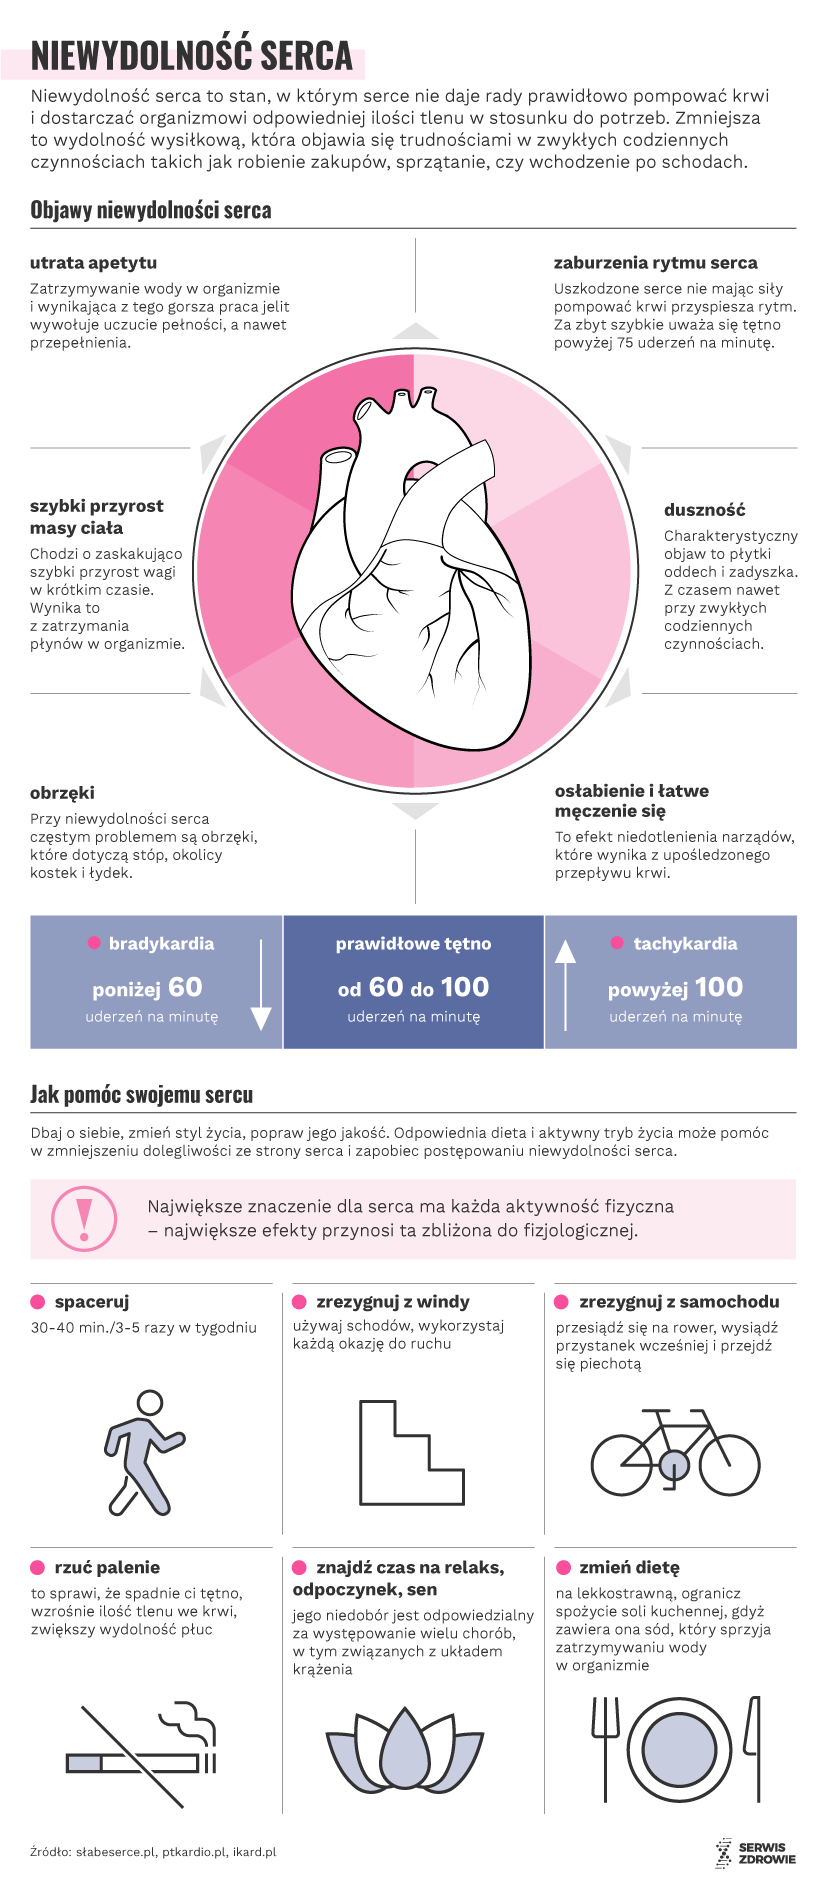 NIEWYDOLNOŚĆ SERCA
Niewydolność serca to stan, w którym serce nie daje rady prawidłowo pompować krwi
i dostarczać organizmowi odpowiedniej ilości tlenu w stosunku do potrzeb. Zmniejsza
to wydolność wysiłkową, która objawia się trudnościami w zwykłych codziennych
czynnościach takich jak robienie zakupów, sprzątanie, czy wchodzenie po schodach.
Objawy niewydolności serca
utrata apetytu
Zatrzymywanie wody w organizmie
i wynikająca z tego gorsza praca jelit
wywołuje uczucie pełności, a nawet
przepełnienia.
zaburzenia rytmu serca
Uszkodzone serce nie mając siły
pompować krwi przyspiesza rytm.
Za zbyt szybkie uważa się tętno
powyżej 75 uderzeń na minutę.
szybki przyrost
masy ciała
Chodzi o zaskakująco
szybki przyrost wagi
w krótkim czasie.
Wynika to
z zatrzymania
płynów w organizmie.
duszność
Charakterystyczny
objaw to płytki
oddech i zadyszka.
Z czasem nawet
przy zwykłych
codziennych
czynnościach.
obrzęki
Przy niewydolności serca
częstym problemem są obrzęki,
które dotyczą stóp, okolicy
kostek i łydek.
osłabienie i łatwe
męczenie się
To efekt niedotlenienia narządów,
które wynika z upośledzonego
przepływu krwi.
bradykardia
poniżej 60
uderzeń na minutę
prawidłowe tętno
od 60 do 100
uderzeń na minutę
tachykardia
powyżej 100
uderzeń na minutę
Jak pomóc swojemu sercu
Dbaj o siebie, zmień styl życia, popraw jego jakość. Odpowiednia dieta i aktywny tryb życia może pomóc
w zmniejszeniu dolegliwości ze strony serca i zapobiec postępowaniu niewydolności serca.
Największe znaczenie dla serca ma każda aktywność fizyczna
– największe efekty przynosi ta zbliżona do fizjologicznej.
spaceruj
30-40 min./3-5 razy w tygodniu
zrezygnuj z windy
używaj schodów, wykorzystaj
każdą okazję do ruchu
zrezygnuj z samochodu
przesiądź się na rower, wysiądź
przystanek wcześniej i przejdź
się piechotą
rzuć palenie
to sprawi, że spadnie ci tętno,
wzrośnie ilość tlenu we krwi,
zwiększy wydolność płuc
znajdź czas na relaks,
odpoczynek, sen
jego niedobór jest odpowiedzialny
za występowanie wielu chorób,
w tym związanych z układem
krążenia
zmień dietę
na lekkostrawną, ogranicz
spożycie soli kuchennej, gdyż
zawiera ona sód, który sprzyja
zatrzymywaniu wody
w organizmie
Źródło: słabeserce.pl, ptkardio.pl, ikard.pl
SERWIS
ZDROWIE